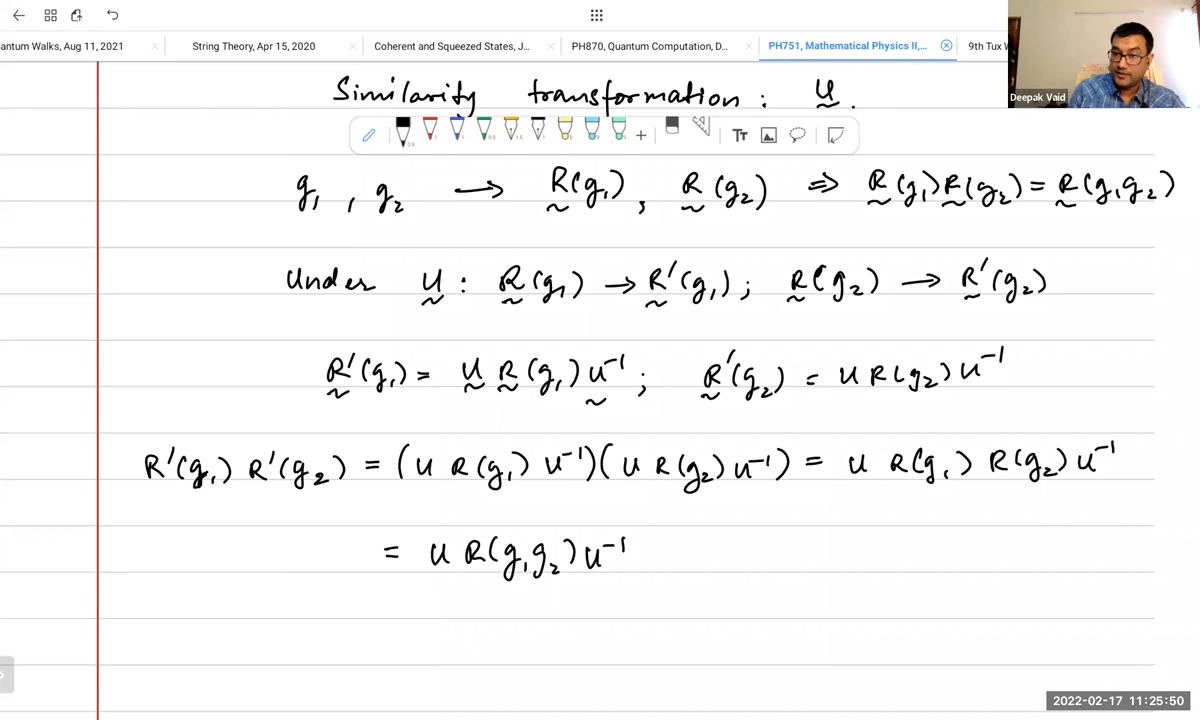 antum Walks, Aug 11, 2021 String Theory, Apr 15, 2020 Coherent and Squeezed States, J... PH870, Quantum Computation, D... PH751, Mathematical Physics II,... 9th Tux W
Deepak Vaid
Similarity transformation: U.
g₁, g₂ → R(g₁), R(g₂) ⇒ R(g₁)R(g₂) = R(g₁g₂)
Under U: R(g₁) → R'(g₁); R(g₂) → R'(g₂)
R'(g₁) = U R(g₁) U⁻¹; R'(g₂) = U R(g₂) U⁻¹
R'(g₁) R'(g₂) = (U R(g₁) U⁻¹)(U R(g₂) U⁻¹) = U R(g₁) R(g₂) U⁻¹
= U R(g₁g₂) U⁻¹
2022-02-17 11:25:50